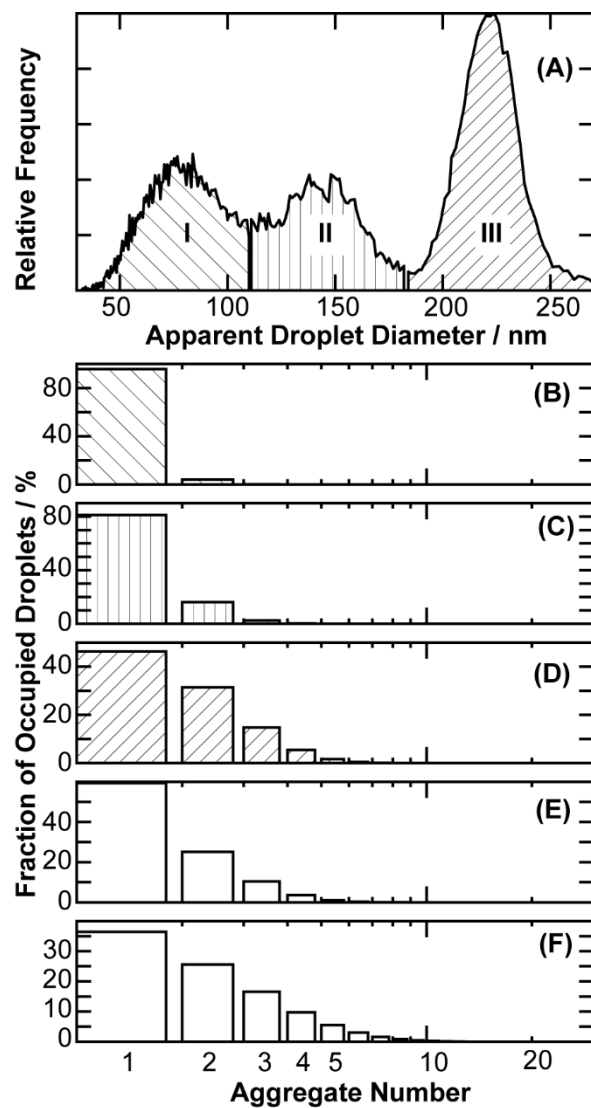 Relative Frequency
(A)
I
II
III
50 100 150 200 250
Apparent Droplet Diameter / nm
Fraction of Occupied Droplets / %
80
40
0
(B)
80
40
0
(C)
40
20
0
(D)
40
20
0
(E)
30
20
10
0
(F)
1 2 3 4 5 10 20
Aggregate Number